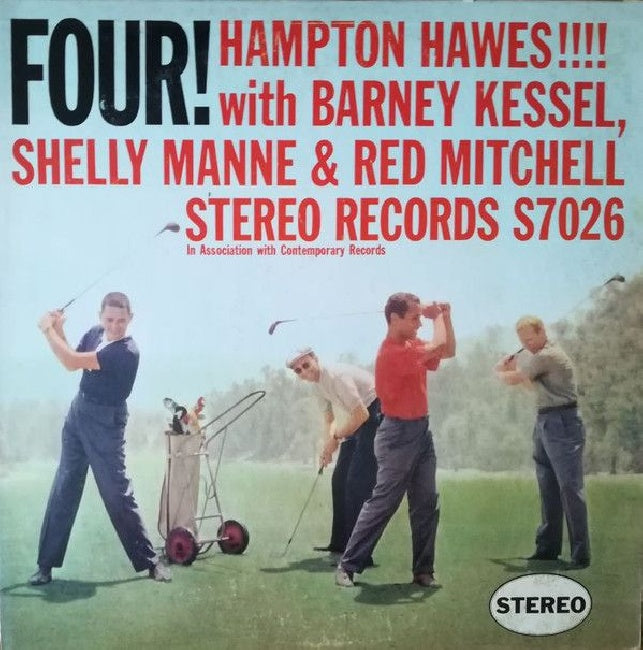 FOUR! HAMPTON HAWES!!!!
with BARNEY KESSEL,
SHELLY MANNE & RED MITCHELL
STEREO RECORDS S7026
In Association with Contemporary Records
STEREO